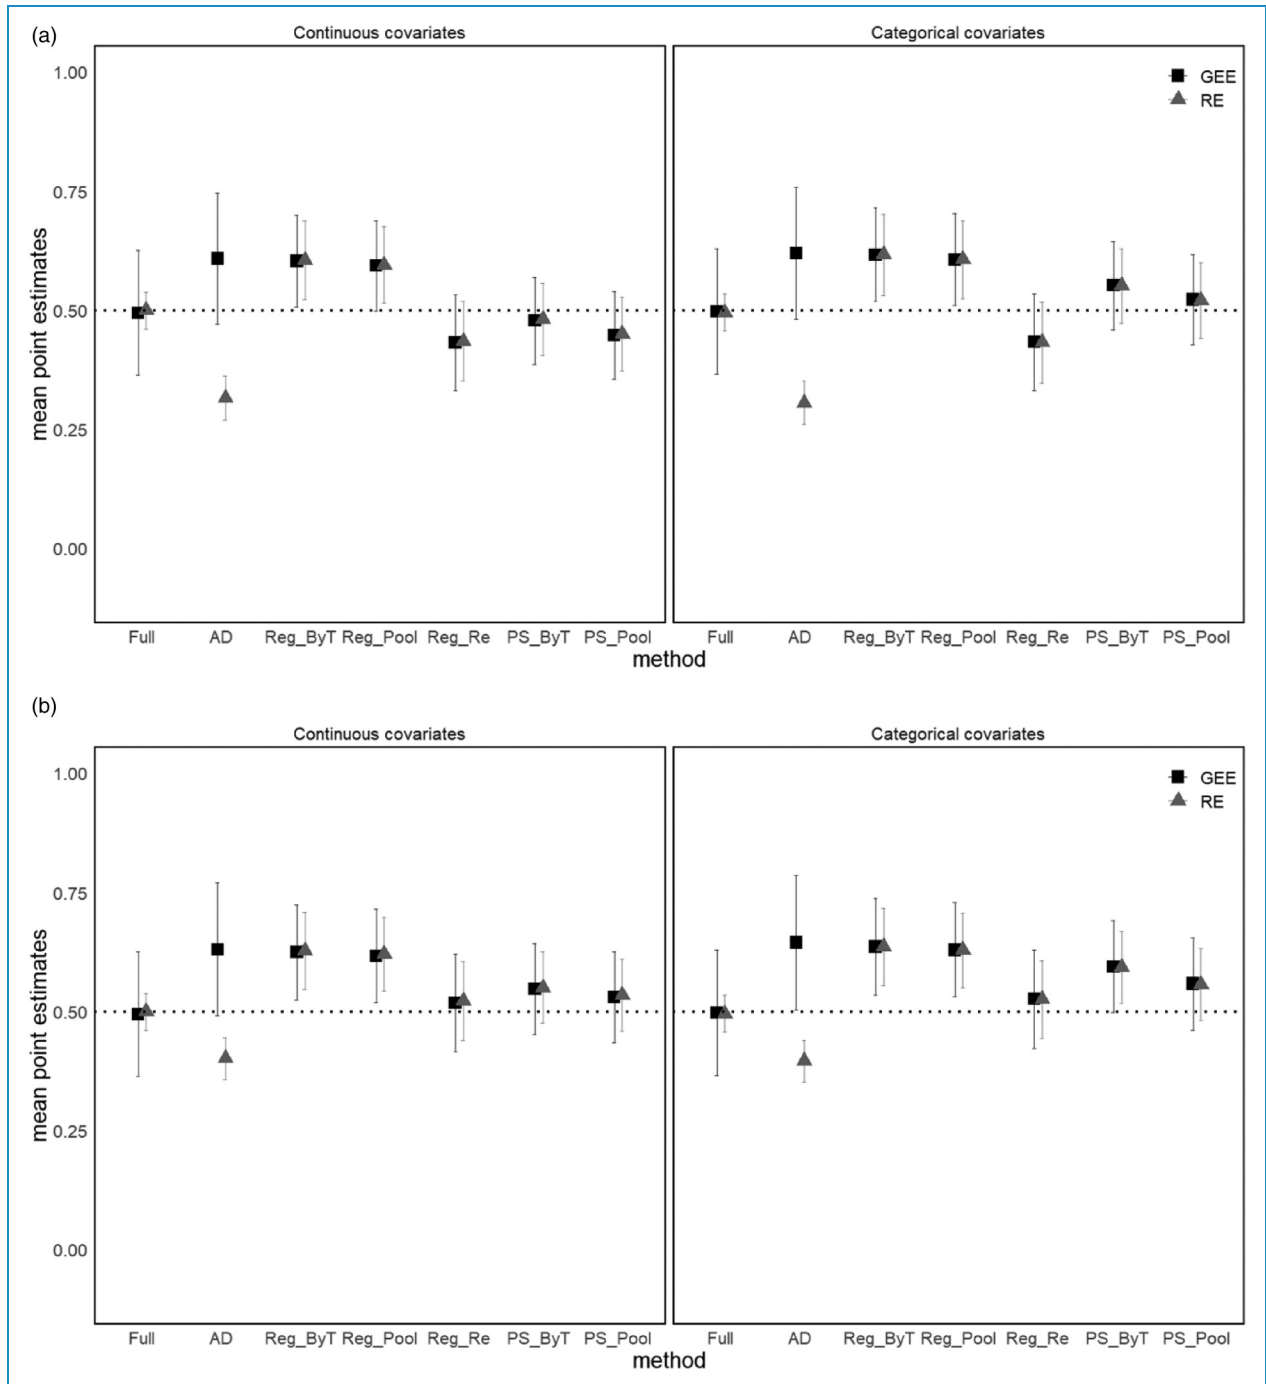 (a)
Continuous covariates
Categorical covariates
GEE
RE
1.00
0.75
0.50
0.25
0.00
mean point estimates
Full AD Reg_ByT Reg_Pool Reg_Re PS_ByT PS_Pool
Full AD Reg_ByT Reg_Pool Reg_Re PS_ByT PS_Pool
method
(b)
Continuous covariates
Categorical covariates
GEE
RE
1.00
0.75
0.50
0.25
0.00
mean point estimates
Full AD Reg_ByT Reg_Pool Reg_Re PS_ByT PS_Pool
Full AD Reg_ByT Reg_Pool Reg_Re PS_ByT PS_Pool
method